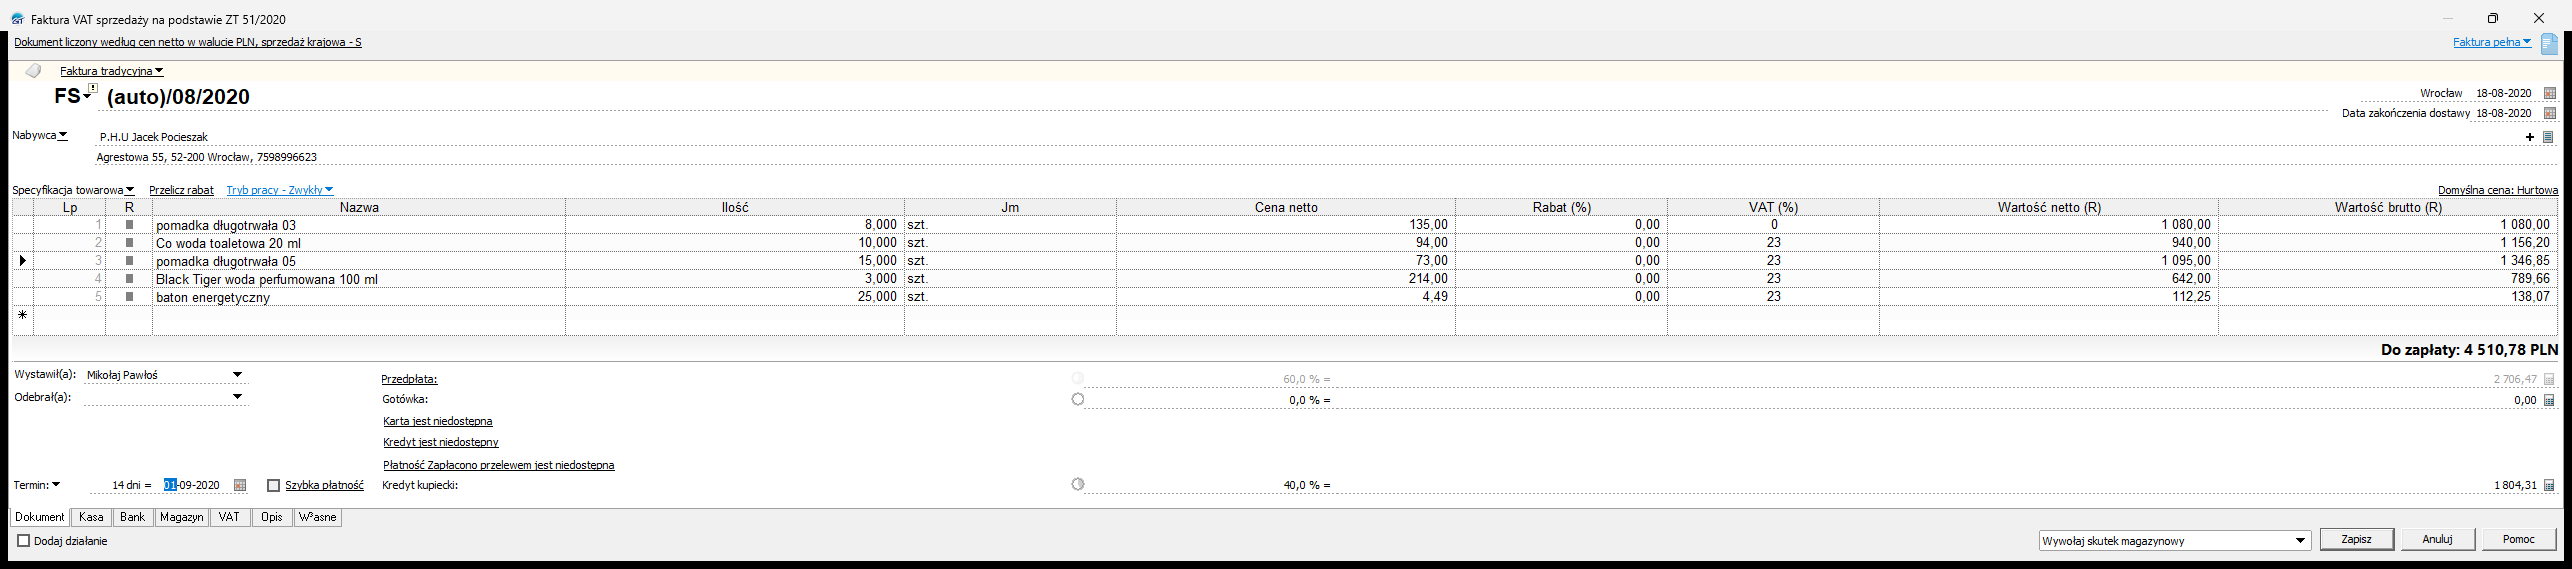 Faktura VAT sprzedaży na podstawie ZT 51/2020
Dokument liczony według cen netto w walucie PLN, sprzedaż krajowa - S
Faktura pełna
Faktura tradycyjna
FS (auto)/08/2020
Wrocław 18-08-2020
Data zakończenia dostawy 18-08-2020
Nabywca P.H.U Jacek Pocieszak
Agrestowa 55, 52-200 Wrocław, 7598996623
Specyfikacja towarowa Przelicz rabat Tryb pracy - Zwykły Domyślna cena: Hurtowa
Lp R Nazwa Ilość Jm Cena netto Rabat (%) VAT (%) Wartość netto (R) Wartość brutto (R)
1 pomadka długotrwała 03 8,000 szt. 135,00 0,00 0 1 080,00 1 080,00
2 Co woda toaletowa 20 ml 10,000 szt. 94,00 0,00 23 940,00 1 156,20
3 pomadka długotrwała 05 15,000 szt. 73,00 0,00 23 1 095,00 1 346,85
4 Black Tiger woda perfumowana 100 ml 3,000 szt. 214,00 0,00 23 642,00 789,66
5 baton energetyczny 25,000 szt. 4,49 0,00 23 112,25 138,07
Do zapłaty: 4 510,78 PLN
Wystawił(a): Mikołaj Pawłoś
Przedpłata: 60,0 % = 2 706,47
Odebrał(a):
Gotówka: 0,0 % = 0,00
Karta jest niedostępna
Kredyt jest niedostępny
Płatność Zapłacono przelewem jest niedostępna
Termin: 14 dni = 01-09-2020 Szybka płatność Kredyt kupiecki: 40,0 % = 1 804,31
Dokument Kasa Bank Magazyn VAT Opis W³asne
Dodaj działanie Wywołaj skutek magazynowy Zapisz Anuluj Pomoc